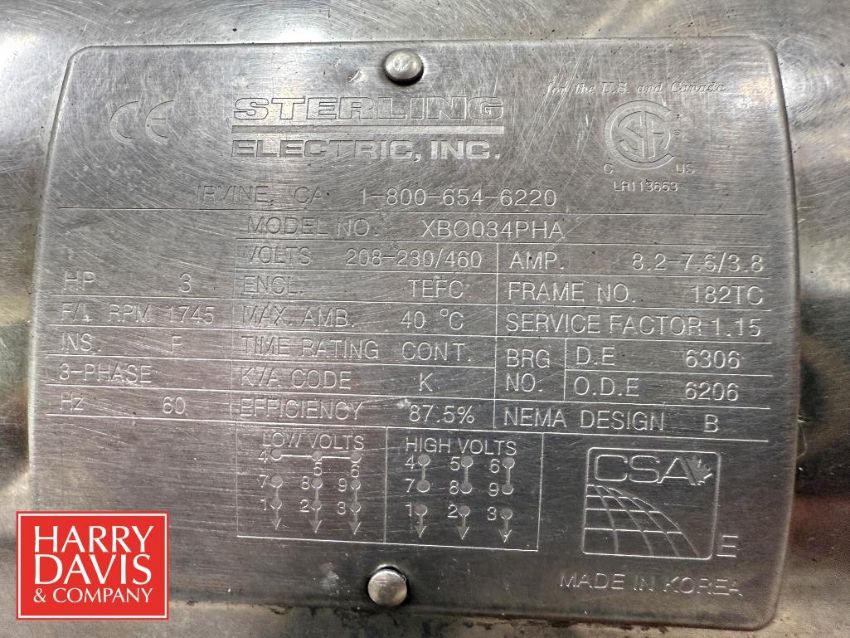 for the U.S. and Canada
CE
STERLING
ELECTRIC, INC.
C US
LR113663
IRVINE, CA 1-800-654-6220
MODEL NO. XBO034PHA
VOLTS 208-230/460 AMP. 8.2-7.6/3.8
HP 3 ENCL. TEFC FRAME NO. 182TC
F/L RPM 1745 MAX. AMB. 40 °C SERVICE FACTOR 1.15
INS. F TIME RATING CONT. BRG D.E 6306
3-PHASE KVA CODE K NO. O.D.E 6206
Hz 60 EFFICIENCY 87.5% NEMA DESIGN B
LOW VOLTS HIGH VOLTS
4 5 6 4 5 6
7 8 9 7 8 9
1 2 3 1 2 3
CSA
E
MADE IN KOREA
HARRY
DAVIS
& COMPANY